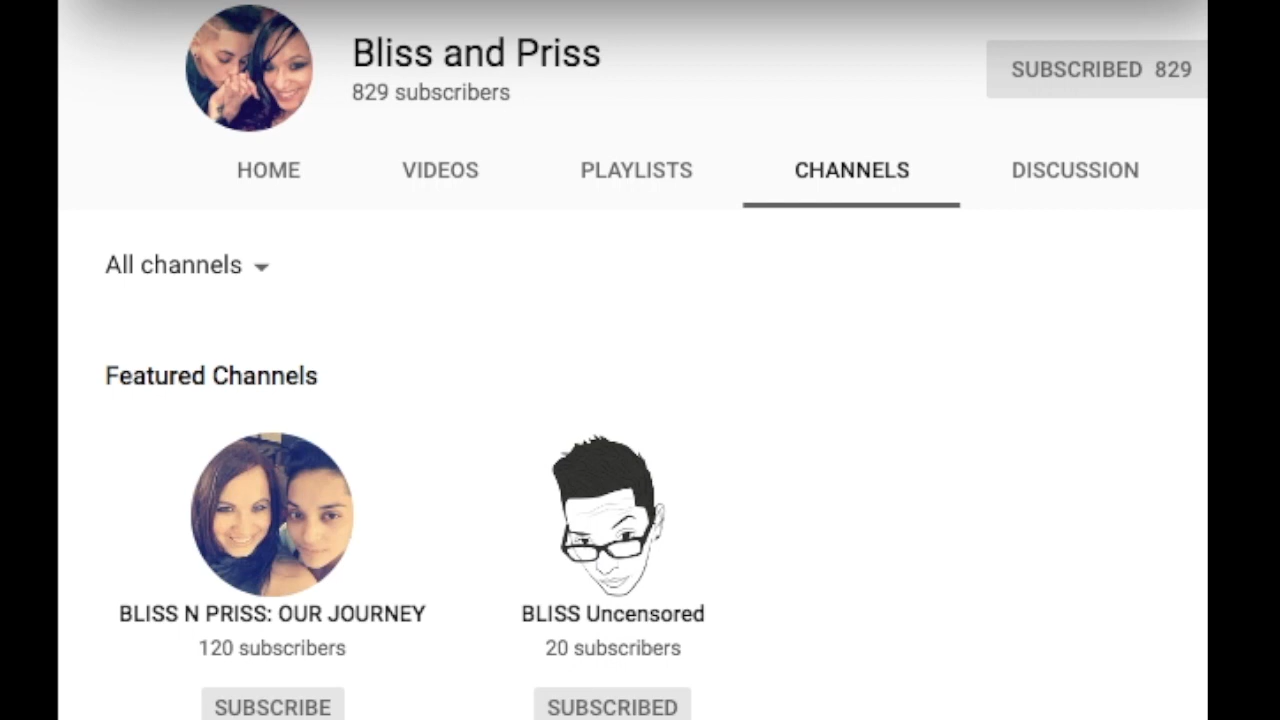 Bliss and Priss
829 subscribers
SUBSCRIBED 829
HOME VIDEOS PLAYLISTS CHANNELS DISCUSSION
All channels
Featured Channels
BLISS N PRISS: OUR JOURNEY
120 subscribers
SUBSCRIBE
BLISS Uncensored
20 subscribers
SUBSCRIBED